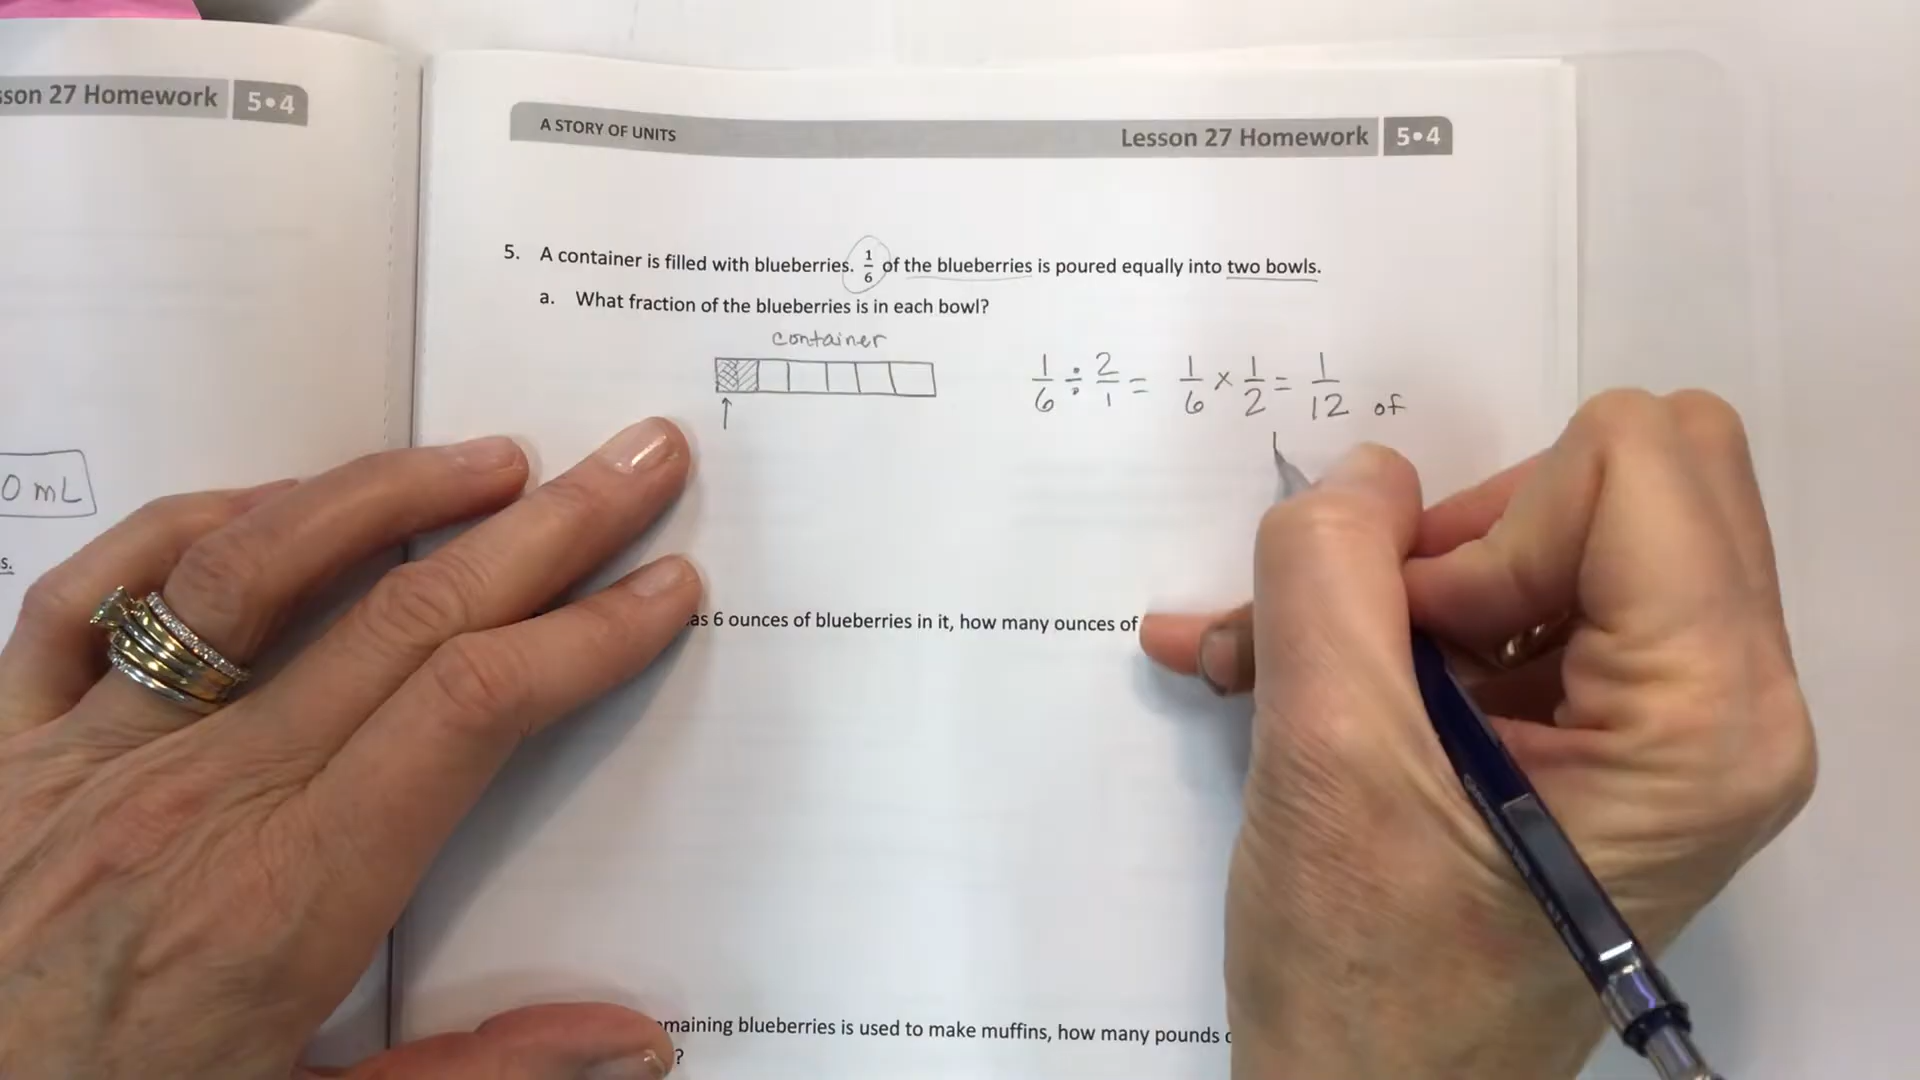 Lesson 27 Homework 5•4
0 mL
s.
A STORY OF UNITS
Lesson 27 Homework 5•4
5. A container is filled with blueberries. 1/6 of the blueberries is poured equally into two bowls.
a. What fraction of the blueberries is in each bowl?
container
1/6 ÷ 2/1 = 1/6 × 1/2 = 1/12 of
as 6 ounces of blueberries in it, how many ounces of
maining blueberries is used to make muffins, how many pounds
?